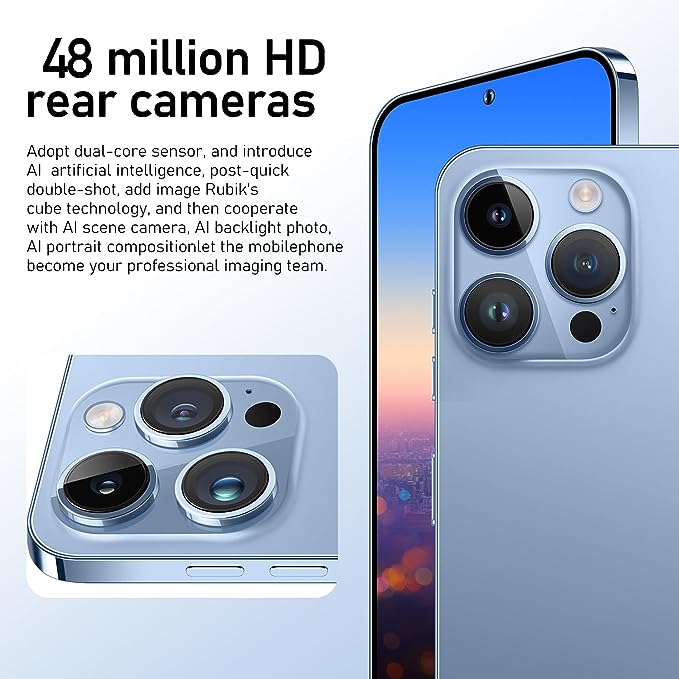 48 million HD
rear cameras
Adopt dual-core sensor, and introduce
AI artificial intelligence, post-quick
double-shot, add image Rubik's
cube technology, and then cooperate
with AI scene camera, AI backlight photo,
AI portrait compositionlet the mobilephone
become your professional imaging team.